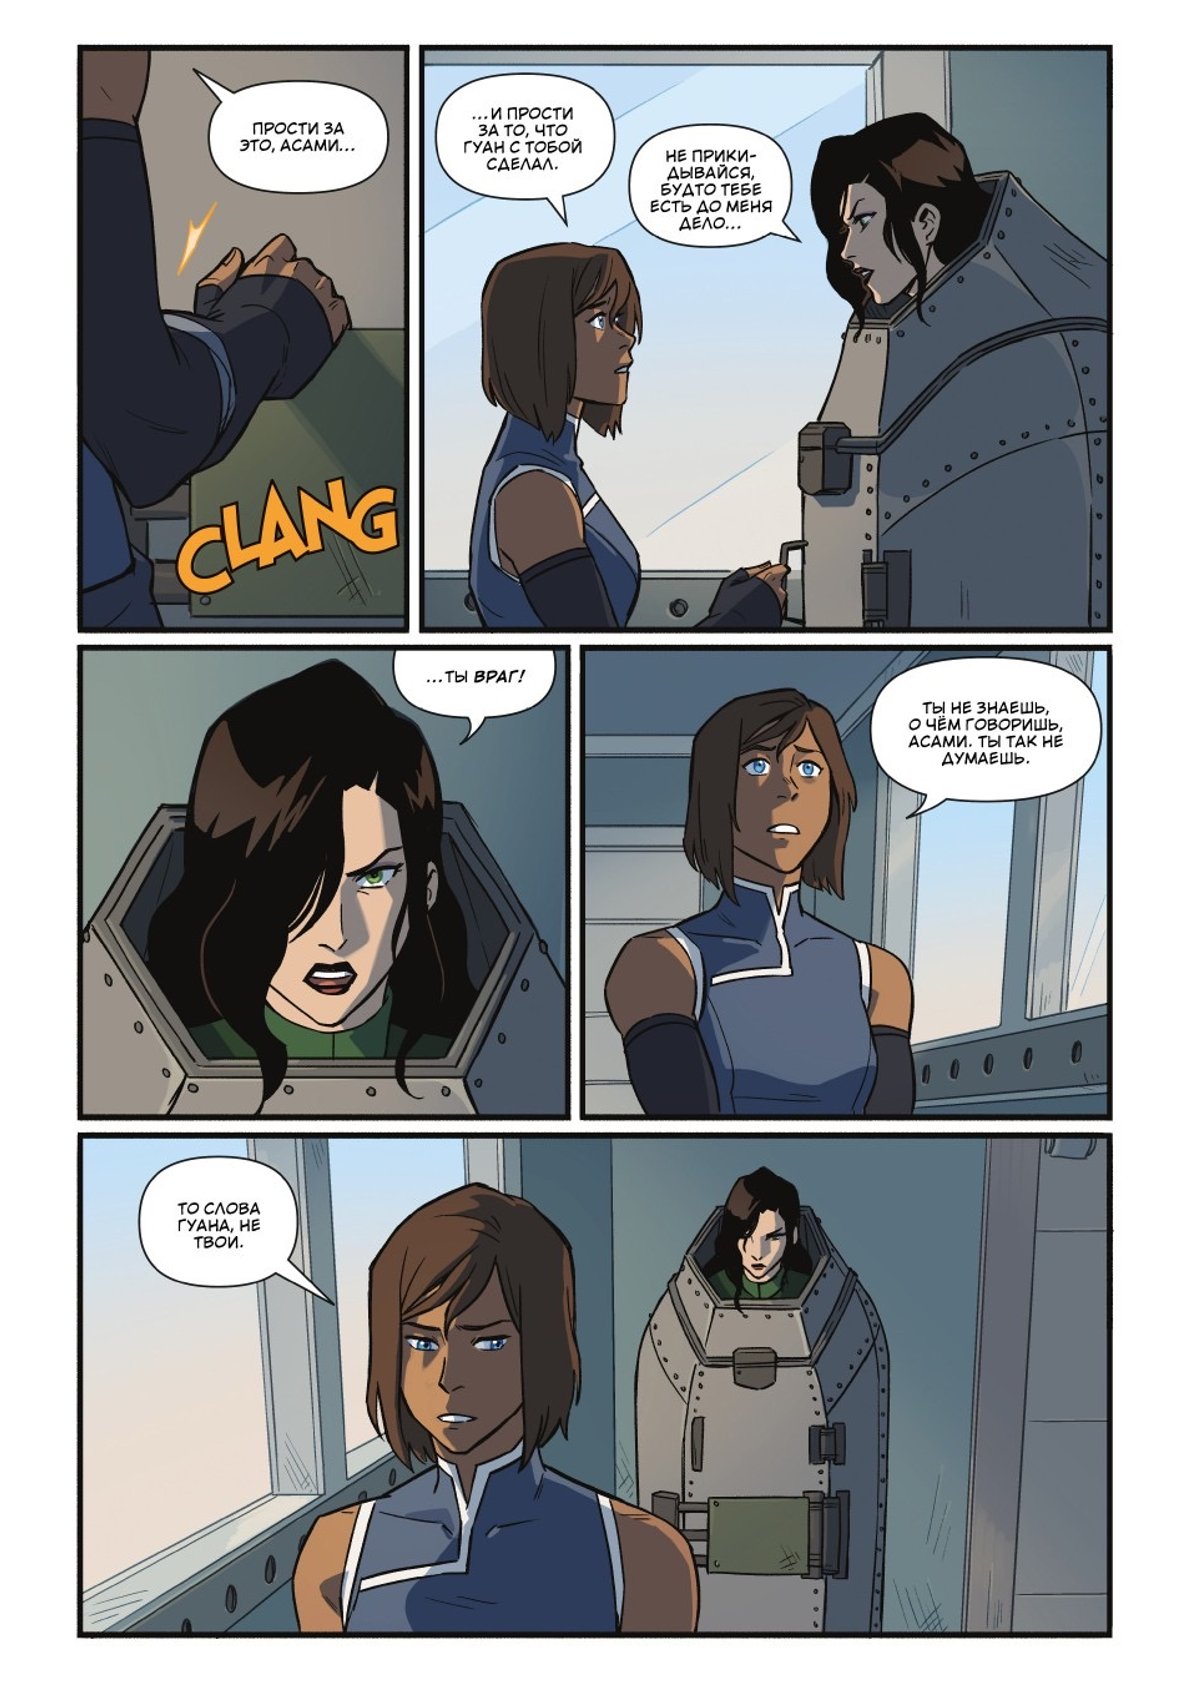 ПРОСТИ ЗА
ЭТО, АСАМИ...
CLANG
...И ПРОСТИ
ЗА ТО, ЧТО
ГУАН С ТОБОЙ
СДЕЛАЛ.
НЕ ПРИКИ-
ДЫВАЙСЯ,
БУДТО ТЕБЕ
ЕСТЬ ДО МЕНЯ
ДЕЛО...
...ТЫ ВРАГ!
ТЫ НЕ ЗНАЕШЬ,
О ЧЁМ ГОВОРИШЬ,
АСАМИ. ТЫ ТАК НЕ
ДУМАЕШЬ.
ТО СЛОВА
ГУАНА, НЕ
ТВОИ.